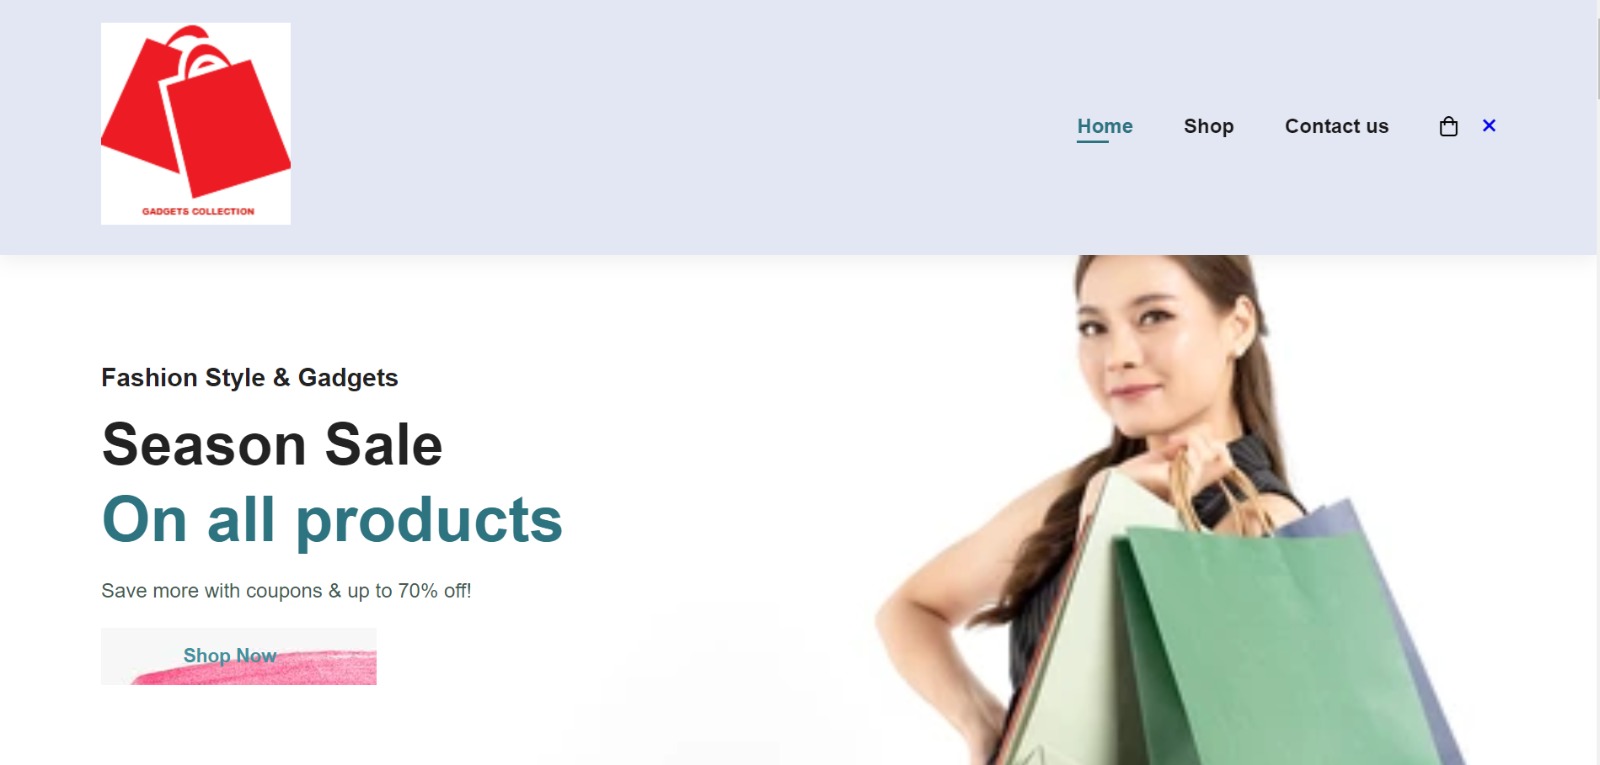 GADGETS COLLECTION
Home Shop Contact us
Fashion Style & Gadgets
Season Sale
On all products
Save more with coupons & up to 70% off!
Shop Now